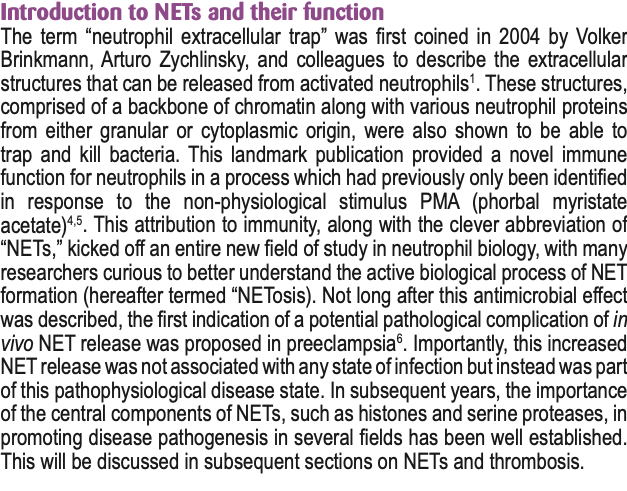 Introduction to NETs and their function
The term “neutrophil extracellular trap” was first coined in 2004 by Volker
Brinkmann, Arturo Zychlinsky, and colleagues to describe the extracellular
structures that can be released from activated neutrophils¹. These structures,
comprised of a backbone of chromatin along with various neutrophil proteins
from either granular or cytoplasmic origin, were also shown to be able to
trap and kill bacteria. This landmark publication provided a novel immune
function for neutrophils in a process which had previously only been identified
in response to the non-physiological stimulus PMA (phorbal myristate
acetate)⁴,⁵. This attribution to immunity, along with the clever abbreviation of
“NETs,” kicked off an entire new field of study in neutrophil biology, with many
researchers curious to better understand the active biological process of NET
formation (hereafter termed “NETosis). Not long after this antimicrobial effect
was described, the first indication of a potential pathological complication of in
vivo NET release was proposed in preeclampsia⁶. Importantly, this increased
NET release was not associated with any state of infection but instead was part
of this pathophysiological disease state. In subsequent years, the importance
of the central components of NETs, such as histones and serine proteases, in
promoting disease pathogenesis in several fields has been well established.
This will be discussed in subsequent sections on NETs and thrombosis.